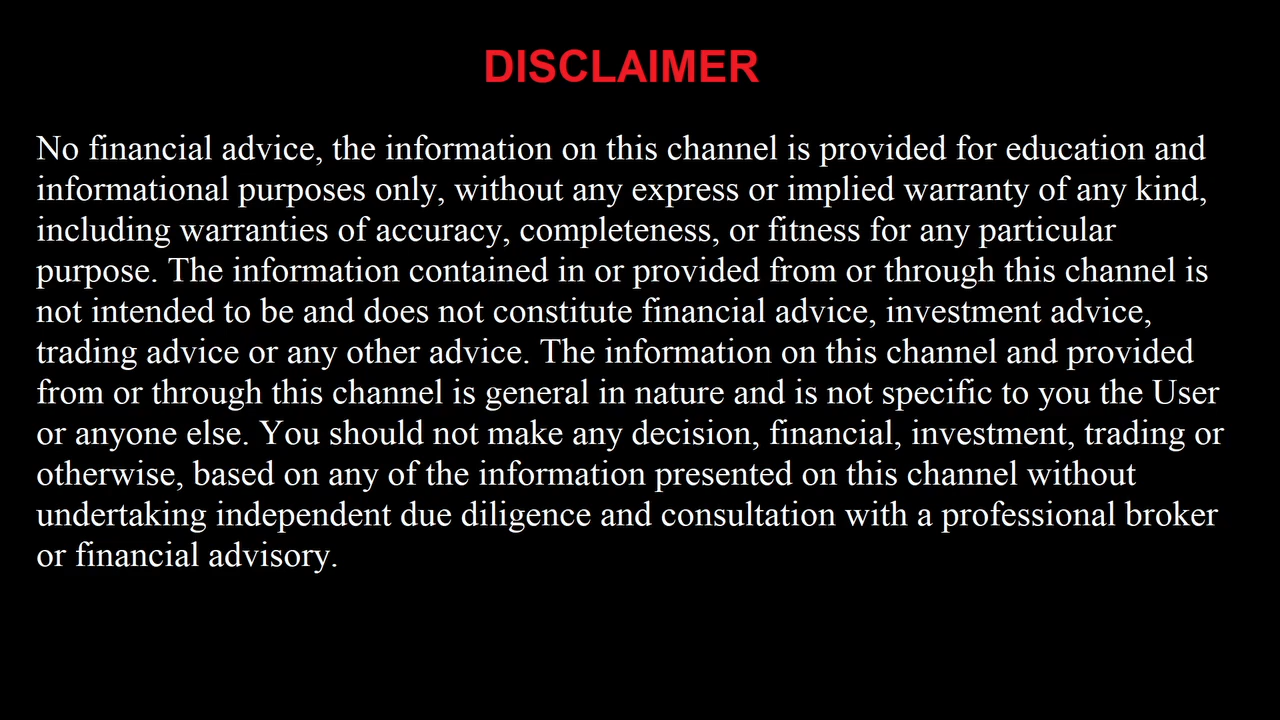 DISCLAIMER
No financial advice, the information on this channel is provided for education and
informational purposes only, without any express or implied warranty of any kind,
including warranties of accuracy, completeness, or fitness for any particular
purpose. The information contained in or provided from or through this channel is
not intended to be and does not constitute financial advice, investment advice,
trading advice or any other advice. The information on this channel and provided
from or through this channel is general in nature and is not specific to you the User
or anyone else. You should not make any decision, financial, investment, trading or
otherwise, based on any of the information presented on this channel without
undertaking independent due diligence and consultation with a professional broker
or financial advisory.